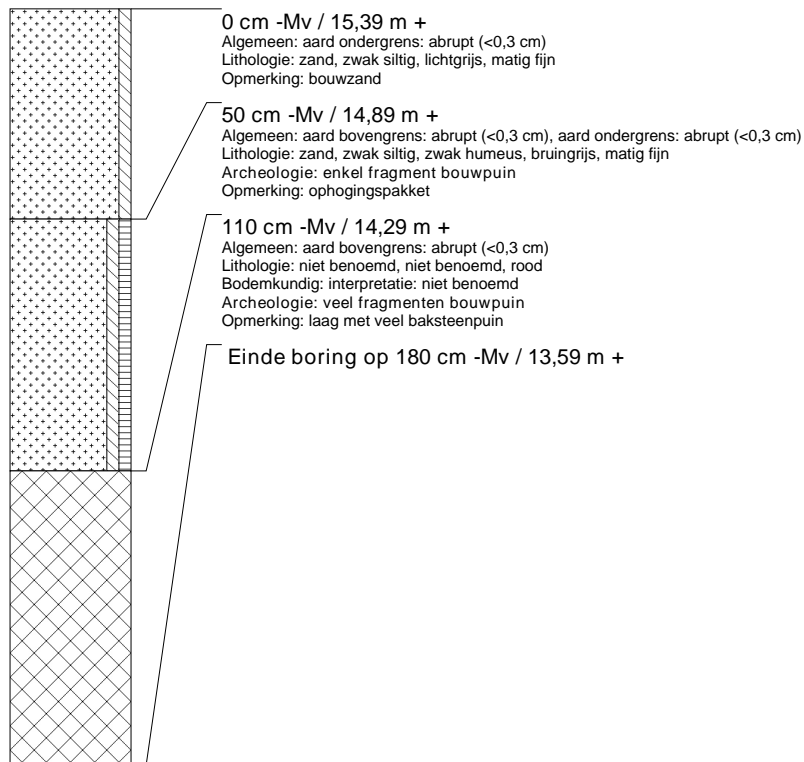 0 cm -Mv / 15,39 m +
Algemeen: aard ondergrens: abrupt (<0,3 cm)
Lithologie: zand, zwak siltig, lichtgrijs, matig fijn
Opmerking: bouwzand
50 cm -Mv / 14,89 m +
Algemeen: aard bovengrens: abrupt (<0,3 cm), aard ondergrens: abrupt (<0,3 cm)
Lithologie: zand, zwak siltig, zwak humeus, bruingrijs, matig fijn
Archeologie: enkel fragment bouwpuin
Opmerking: ophogingspakket
110 cm -Mv / 14,29 m +
Algemeen: aard bovengrens: abrupt (<0,3 cm)
Lithologie: niet benoemd, niet benoemd, rood
Bodemkundig: interpretatie: niet benoemd
Archeologie: veel fragmenten bouwpuin
Opmerking: laag met veel baksteenpuin
Einde boring op 180 cm -Mv / 13,59 m +